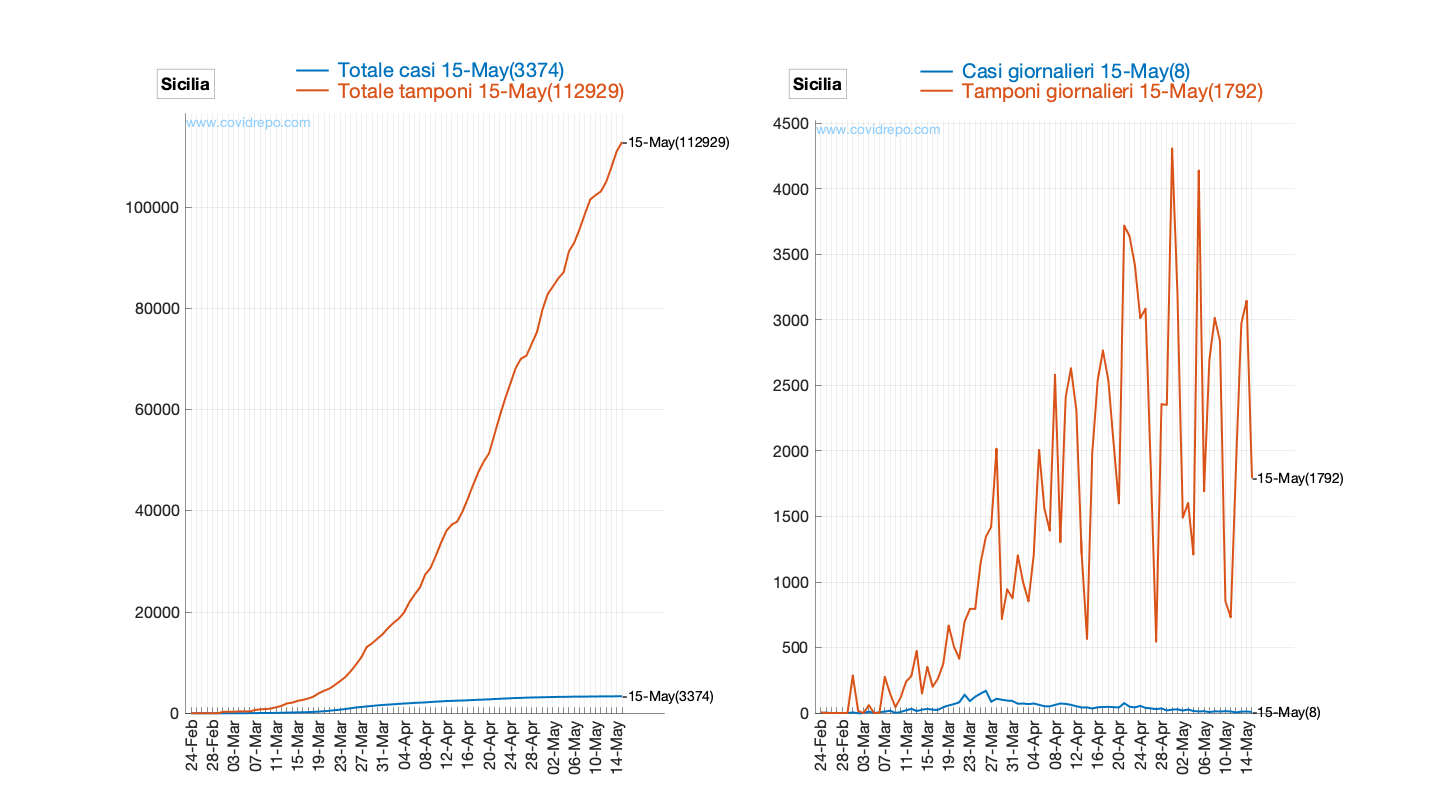 Sicilia
Totale casi 15-May(3374)
Totale tamponi 15-May(112929)
www.covidrepo.com
15-May(112929)
100000
80000
60000
40000
20000
0
15-May(3374)
24-Feb
28-Feb
03-Mar
07-Mar
11-Mar
15-Mar
19-Mar
23-Mar
27-Mar
31-Mar
04-Apr
08-Apr
12-Apr
16-Apr
20-Apr
24-Apr
28-Apr
02-May
06-May
10-May
14-May
Sicilia
Casi giornalieri 15-May(8)
Tamponi giornalieri 15-May(1792)
www.covidrepo.com
4500
4000
3500
3000
2500
2000
1500
1000
500
0
15-May(1792)
15-May(8)
24-Feb
28-Feb
03-Mar
07-Mar
11-Mar
15-Mar
19-Mar
23-Mar
27-Mar
31-Mar
04-Apr
08-Apr
12-Apr
16-Apr
20-Apr
24-Apr
28-Apr
02-May
06-May
10-May
14-May